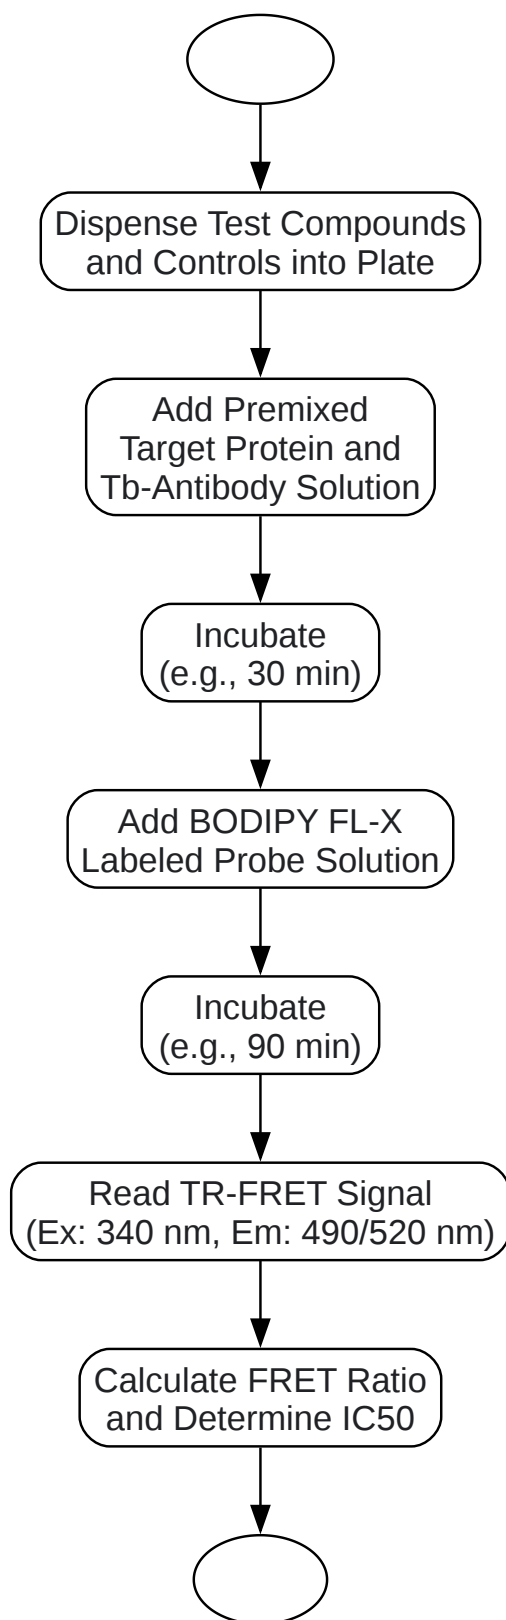 Dispense Test Compounds
and Controls into Plate
Add Premixed
Target Protein and
Tb-Antibody Solution
Incubate
(e.g., 30 min)
Add BODIPY FL-X
Labeled Probe Solution
Incubate
(e.g., 90 min)
Read TR-FRET Signal
(Ex: 340 nm, Em: 490/520 nm)
Calculate FRET Ratio
and Determine IC50